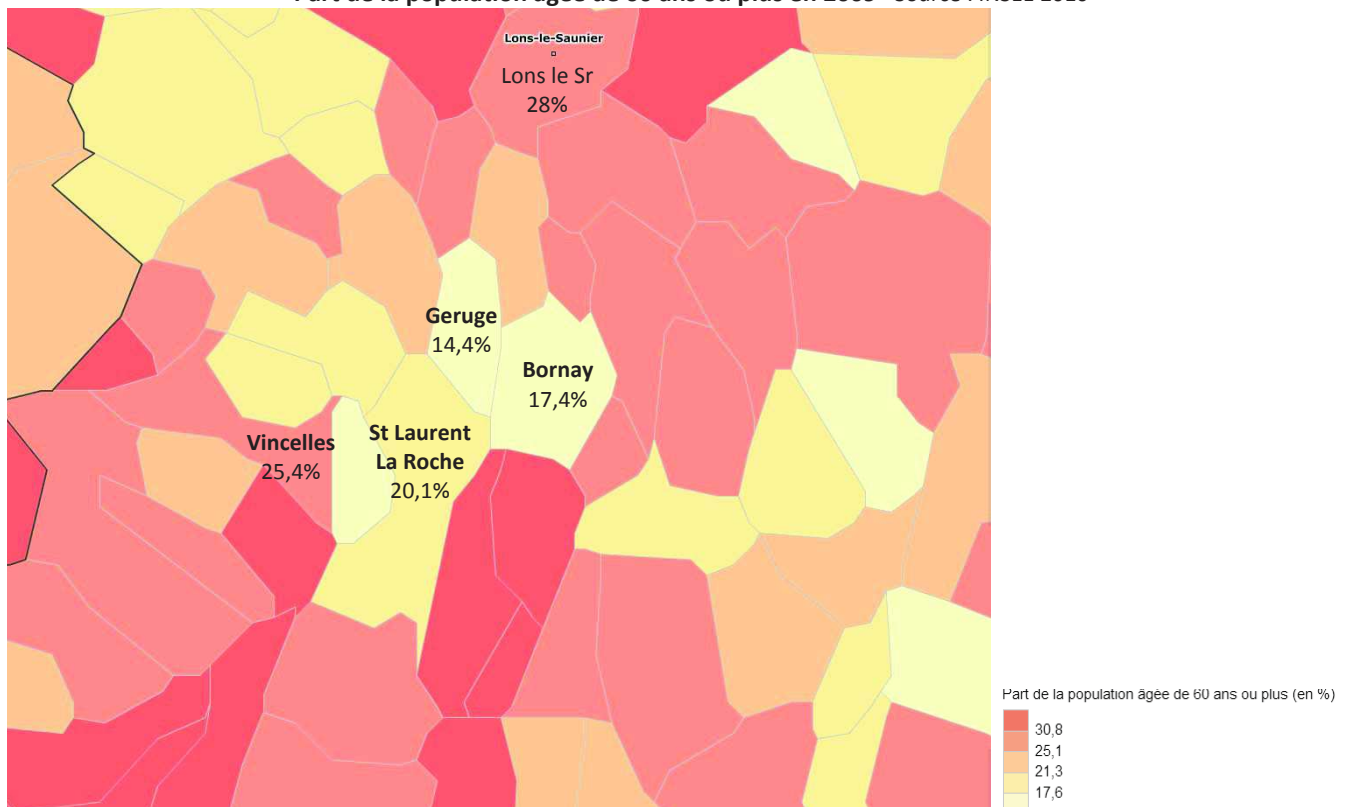 Lons-le-Saunier
Lons le Sr
28%
Geruge
14,4%
Bornay
17,4%
Vincelles
25,4%
St Laurent
La Roche
20,1%
Part de la population âgée de 60 ans ou plus (en %)
30,8
25,1
21,3
17,6